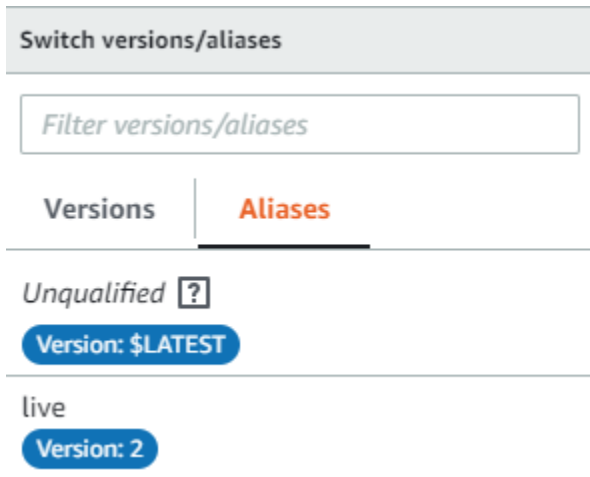 Switch versions/aliases
Filter versions/aliases
Versions Aliases
Unqualified [?]
Version: $LATEST
live
Version: 2